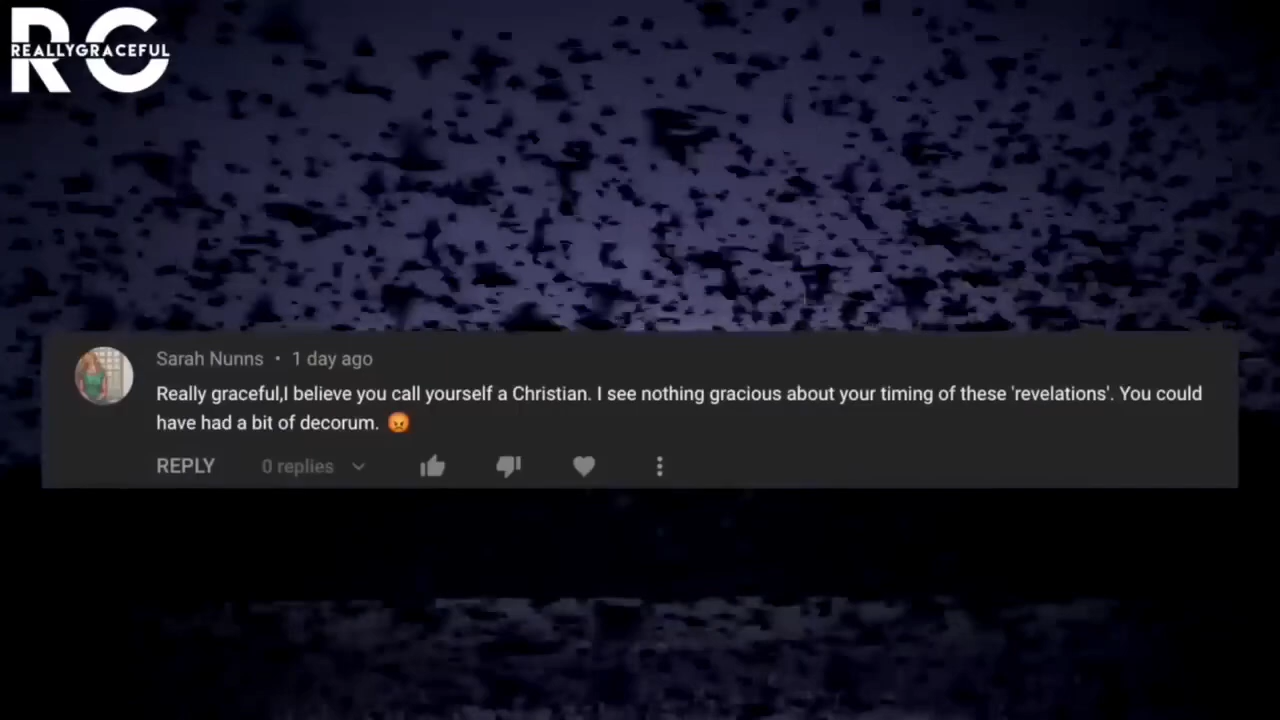 RC
REALLYGRACEFUL
Sarah Nunns • 1 day ago
Really graceful,I believe you call yourself a Christian. I see nothing gracious about your timing of these 'revelations'. You could
have had a bit of decorum. 😡
REPLY 0 replies